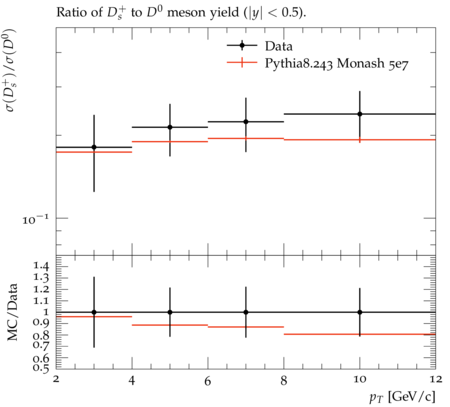 Ratio of D_s^+ to D^0 meson yield (|y| < 0.5).
σ(D_s^+)/σ(D^0)
Data
Pythia8.243 Monash 5e7
10^−1
MC/Data
1.4
1.3
1.2
1.1
1
0.9
0.8
0.7
0.6
0.5
2 4 6 8 10 12
p_T [GeV/c]